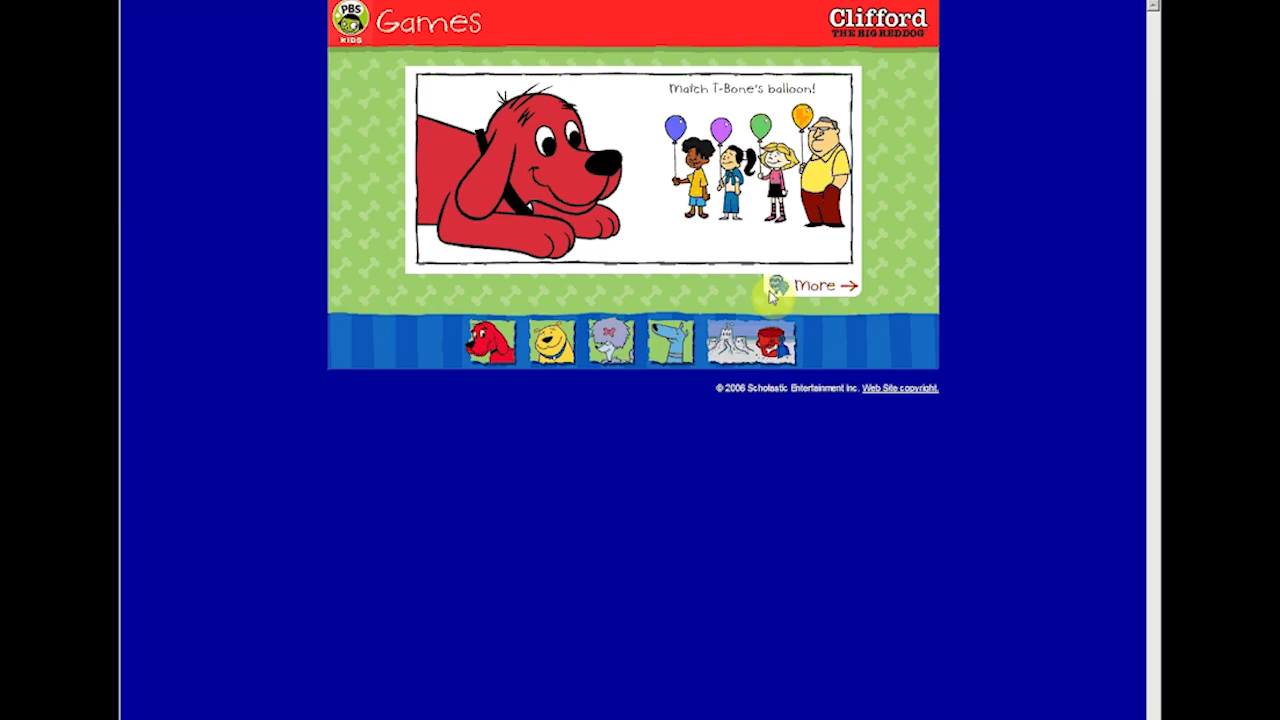 PBS
KIDS
Games
Clifford
THE BIG RED DOG
Match T-Bone's balloon!
More →
© 2006 Scholastic Entertainment Inc. Web Site copyright.